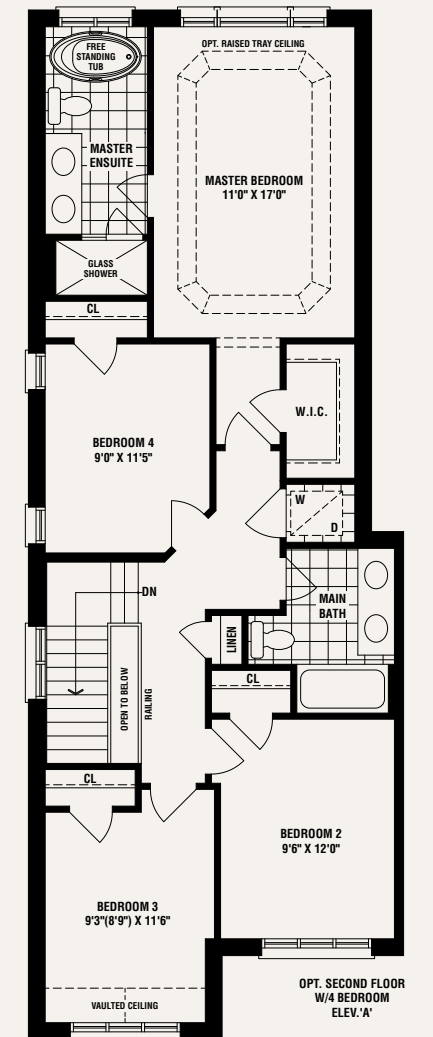 FREE
STANDING
TUB
OPT. RAISED TRAY CEILING
MASTER
ENSUITE
MASTER BEDROOM
11'0" X 17'0"
GLASS
SHOWER
CL
W.I.C.
BEDROOM 4
9'0" X 11'5"
W
D
DN
MAIN
BATH
LINEN
OPEN TO BELOW
RAILING
CL
CL
BEDROOM 2
9'6" X 12'0"
BEDROOM 3
9'3"(8'9") X 11'6"
VAULTED CEILING
OPT. SECOND FLOOR
W/4 BEDROOM
ELEV.'A'